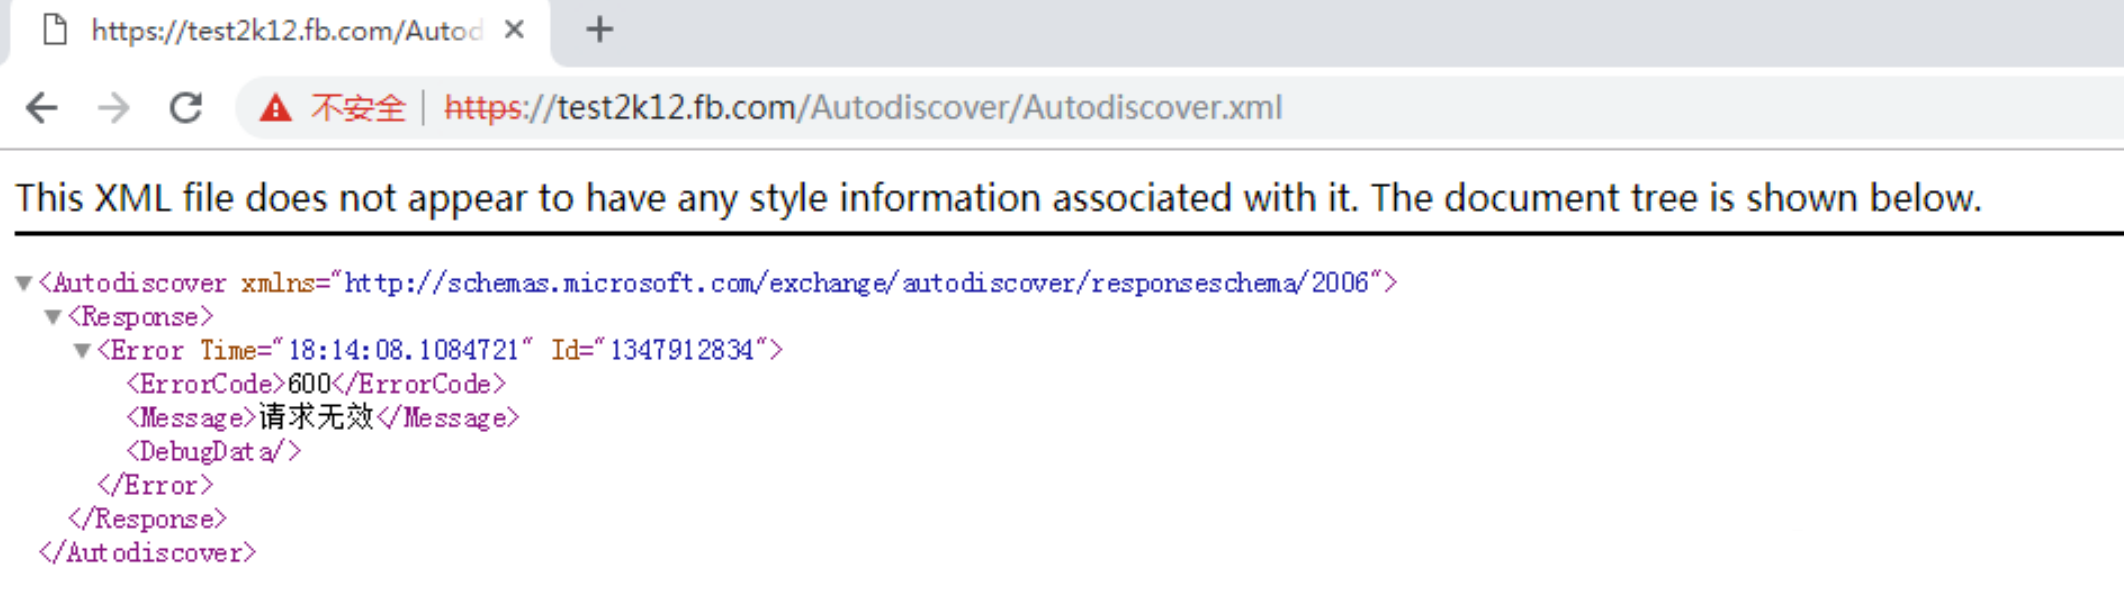 https://test2k12.fb.com/Autod
不安全 | https://test2k12.fb.com/Autodiscover/Autodiscover.xml
This XML file does not appear to have any style information associated with it. The document tree is shown below.
<Autodiscover xmlns="http://schemas.microsoft.com/exchange/autodiscover/responseschema/2006">
<Response>
<Error Time="18:14:08.1084721" Id="1347912834">
<ErrorCode>600</ErrorCode>
<Message>请求无效</Message>
<DebugData/>
</Error>
</Response>
</Autodiscover>